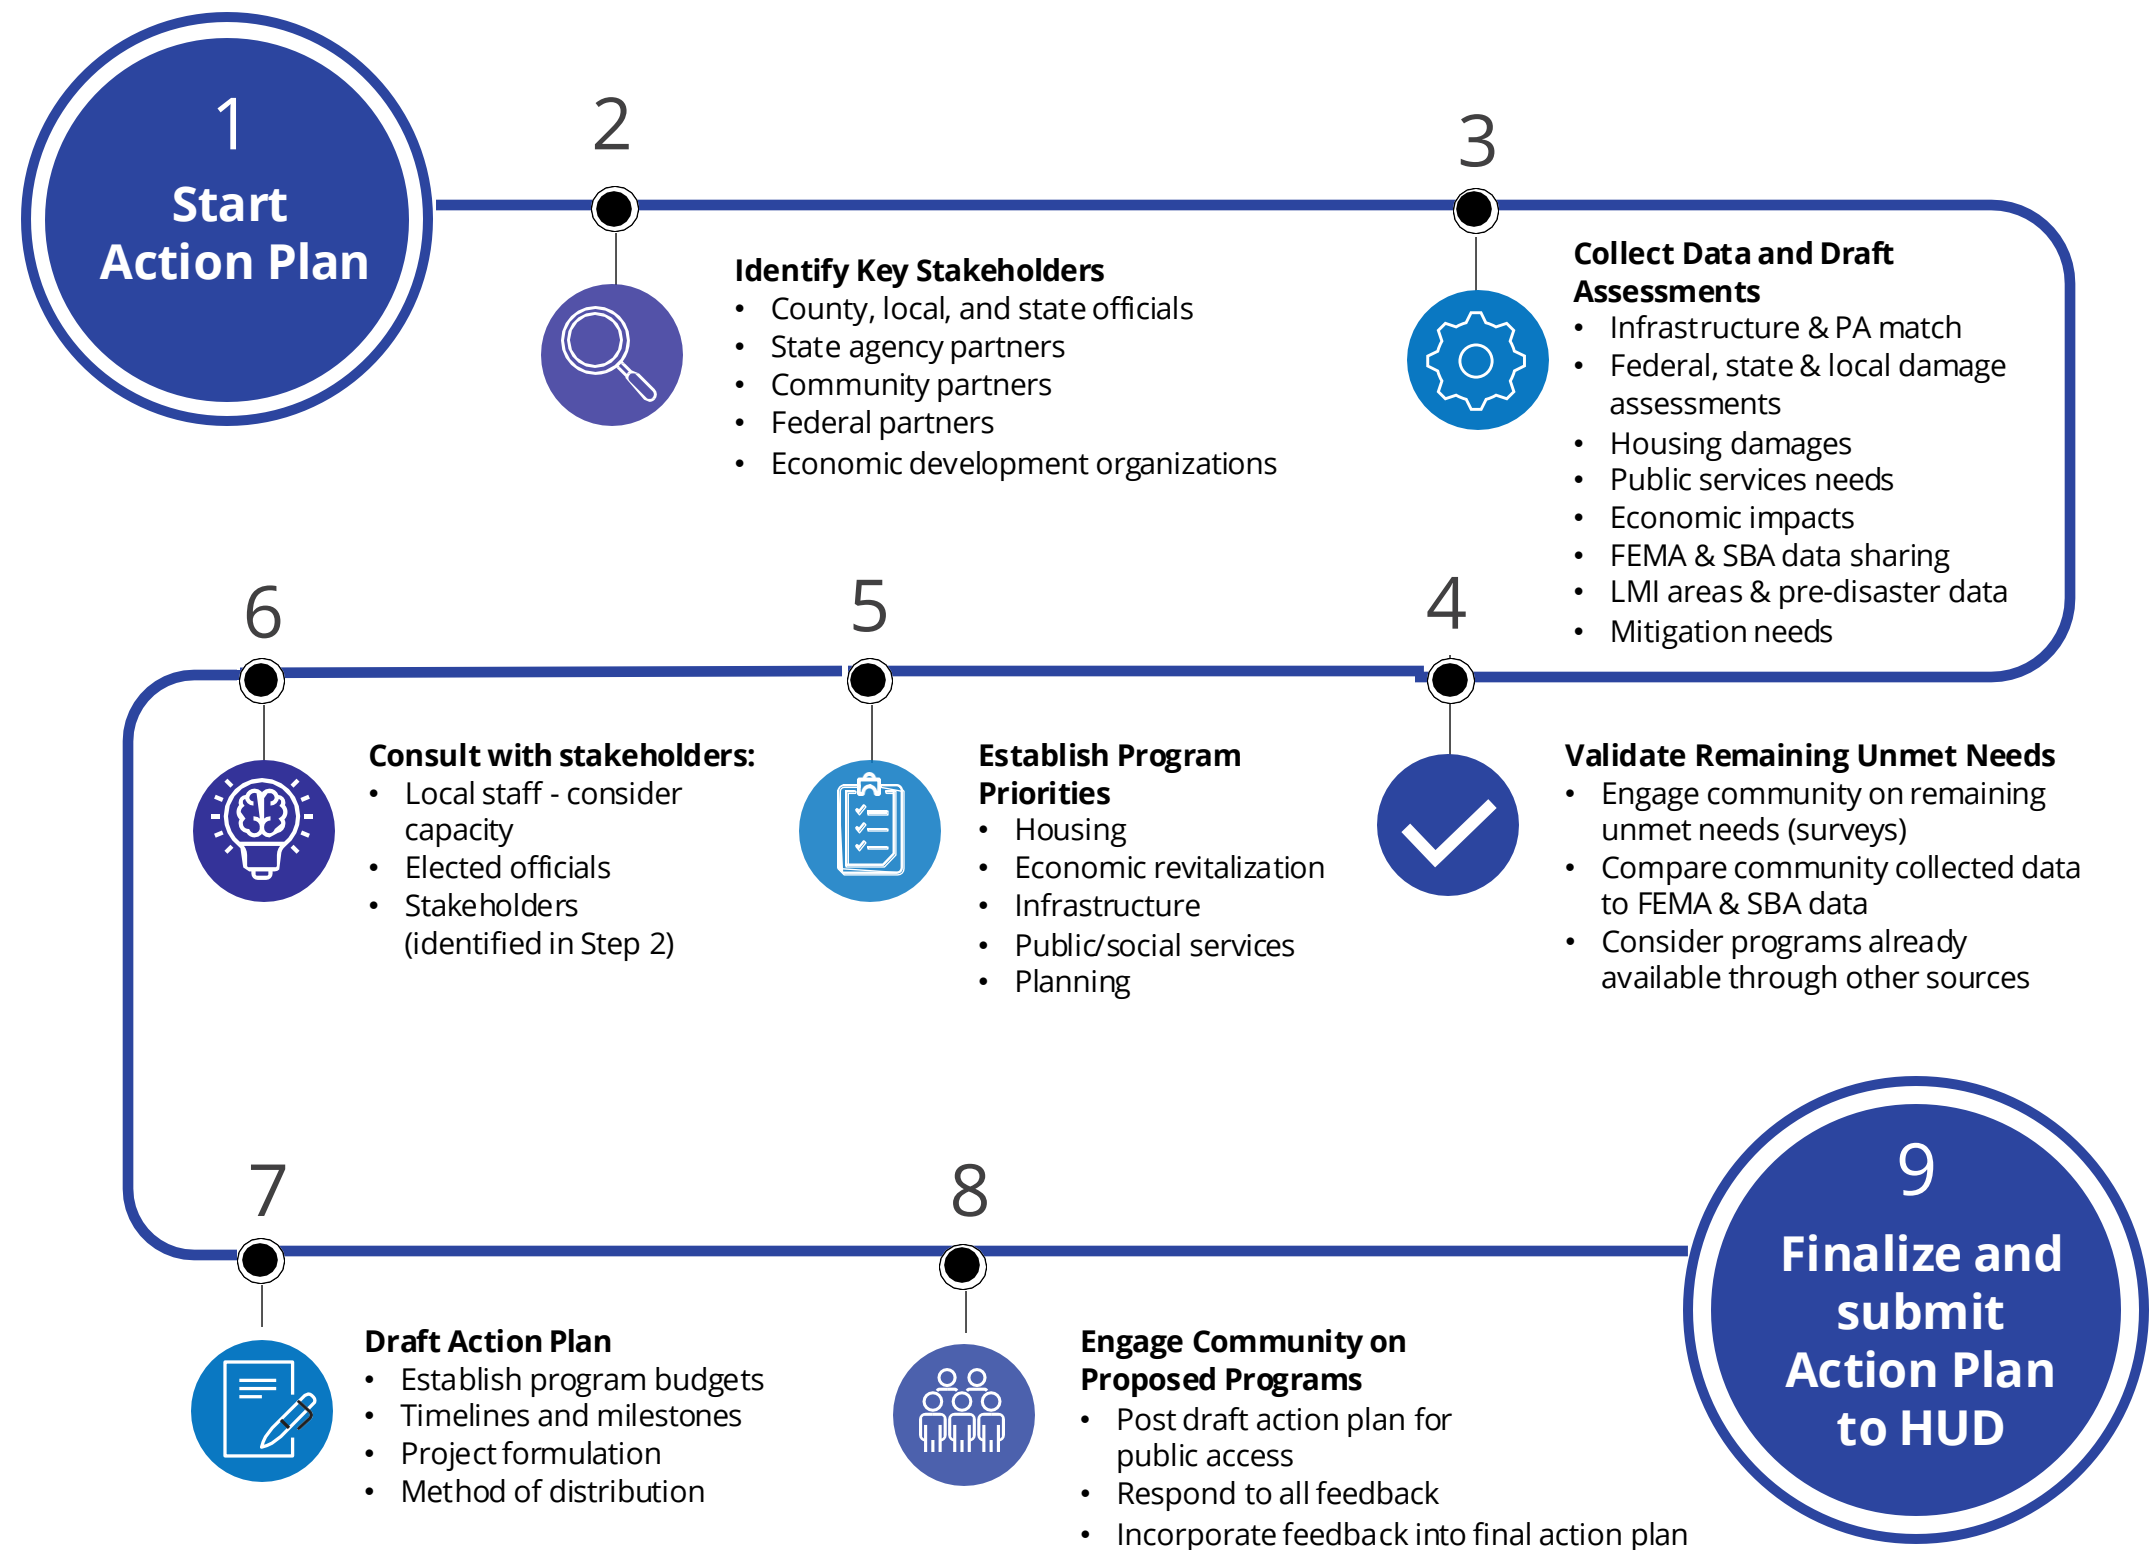 1
Start
Action Plan
2
Identify Key Stakeholders
• County, local, and state officials
• State agency partners
• Community partners
• Federal partners
• Economic development organizations
3
Collect Data and Draft
Assessments
• Infrastructure & PA match
• Federal, state & local damage
assessments
• Housing damages
• Public services needs
• Economic impacts
• FEMA & SBA data sharing
• LMI areas & pre-disaster data
• Mitigation needs
4
Validate Remaining Unmet Needs
• Engage community on remaining
unmet needs (surveys)
• Compare community collected data
to FEMA & SBA data
• Consider programs already
available through other sources
5
Establish Program
Priorities
• Housing
• Economic revitalization
• Infrastructure
• Public/social services
• Planning
6
Consult with stakeholders:
• Local staff - consider
capacity
• Elected officials
• Stakeholders
(identified in Step 2)
7
Draft Action Plan
• Establish program budgets
• Timelines and milestones
• Project formulation
• Method of distribution
8
Engage Community on
Proposed Programs
• Post draft action plan for
public access
• Respond to all feedback
• Incorporate feedback into final action plan
9
Finalize and
submit
Action Plan
to HUD